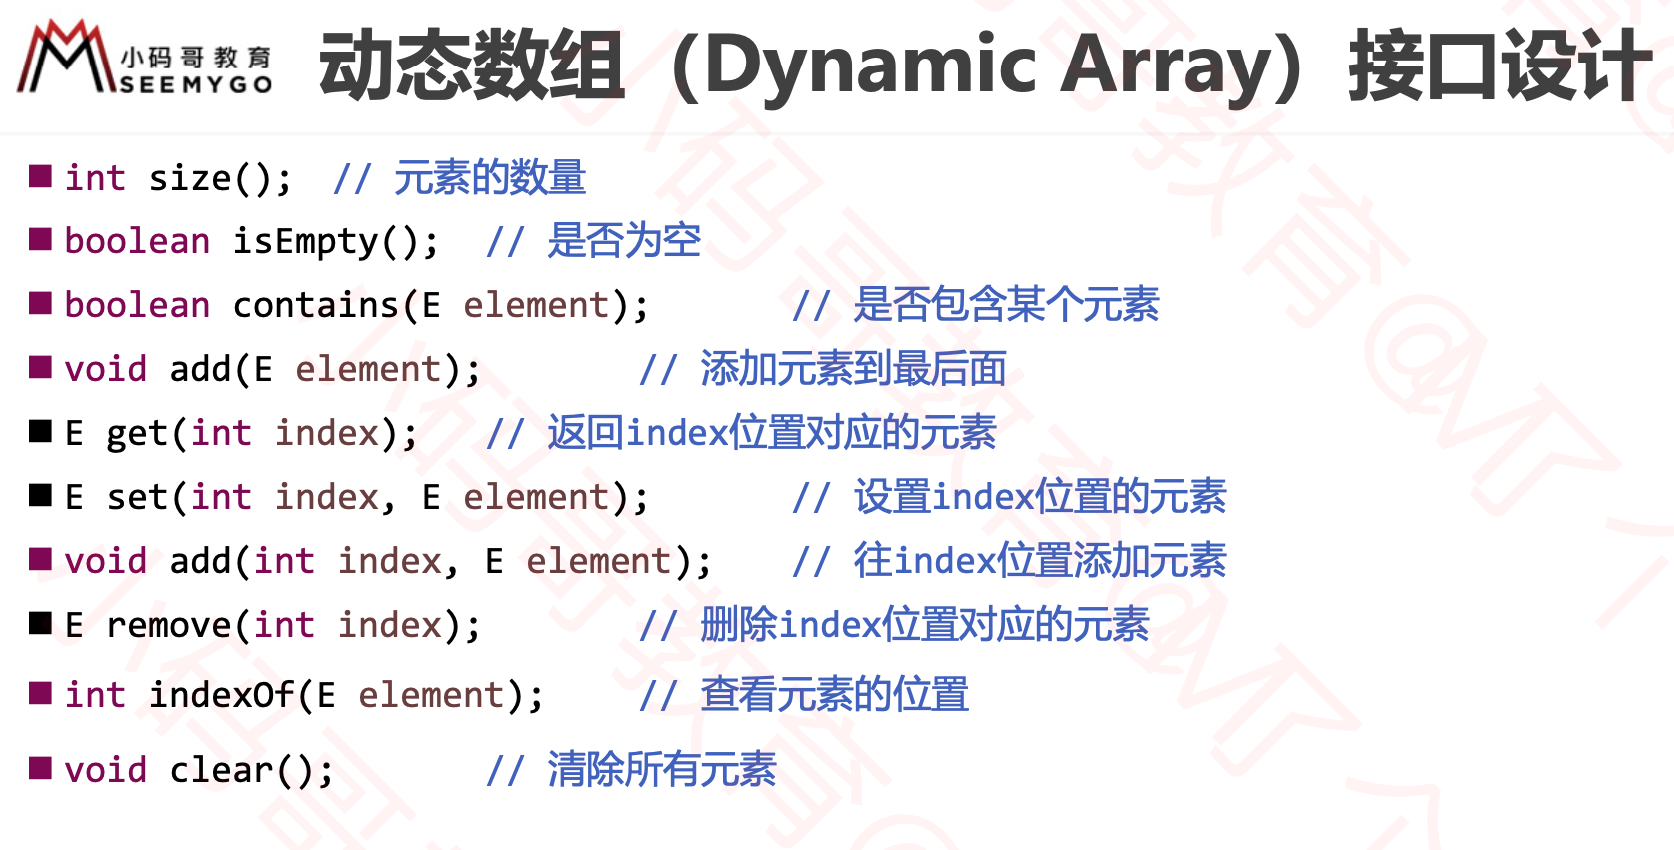 小码哥教育
SEEMYGO
动态数组（Dynamic Array）接口设计
int size(); // 元素的数量
boolean isEmpty(); // 是否为空
boolean contains(E element); // 是否包含某个元素
void add(E element); // 添加元素到最后面
E get(int index); // 返回index位置对应的元素
E set(int index, E element); // 设置index位置的元素
void add(int index, E element); // 往index位置添加元素
E remove(int index); // 删除index位置对应的元素
int indexOf(E element); // 查看元素的位置
void clear(); // 清除所有元素